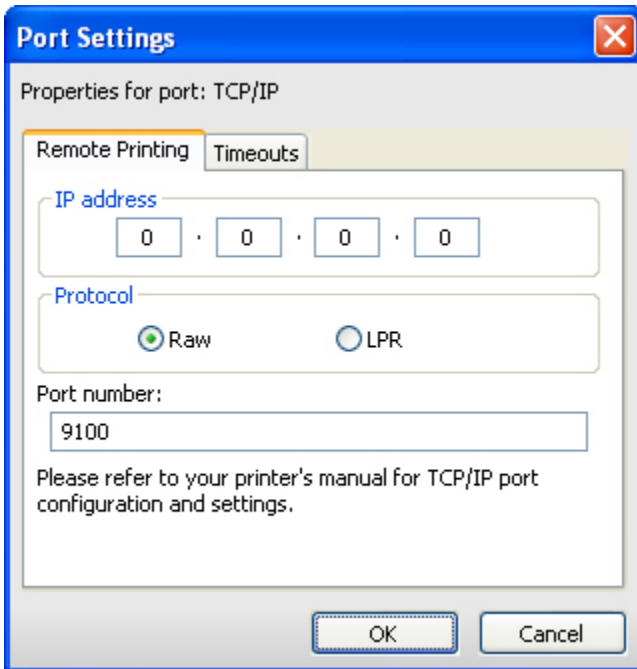 Port Settings
Properties for port: TCP/IP
Remote Printing Timeouts
IP address
0 . 0 . 0 . 0
Protocol
Raw LPR
Port number:
9100
Please refer to your printer's manual for TCP/IP port
configuration and settings.
OK Cancel